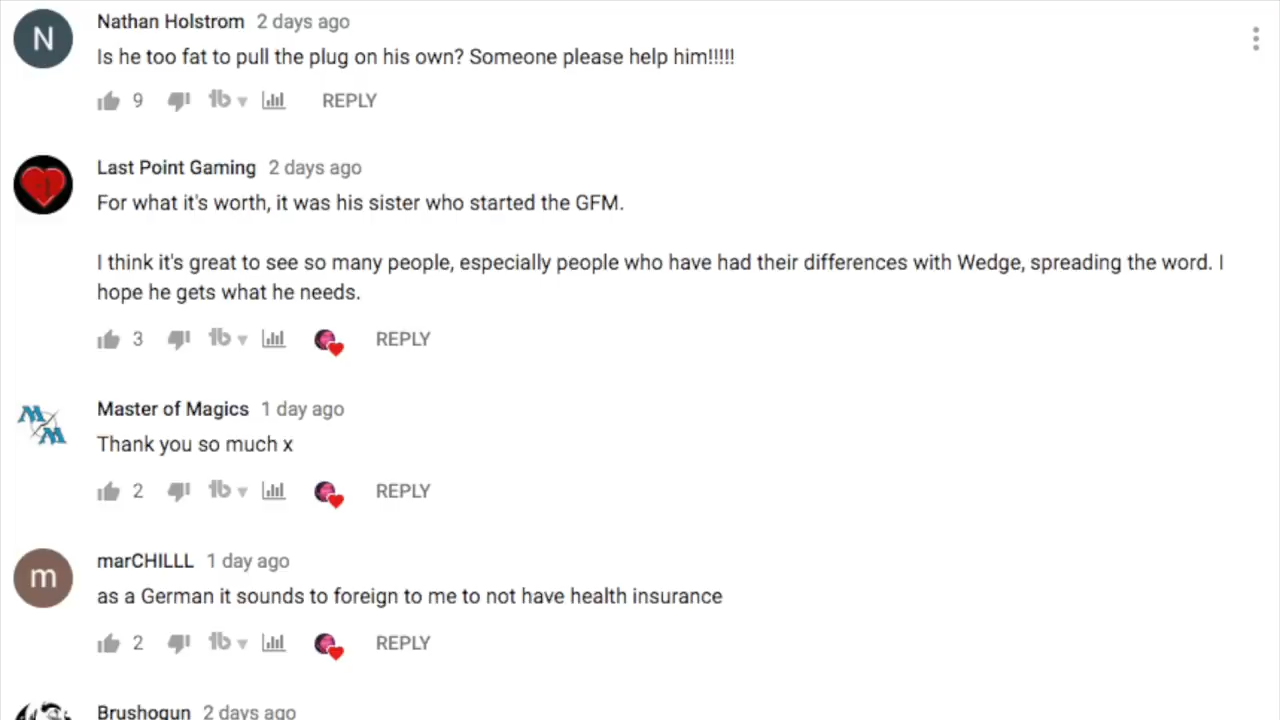 N
Nathan Holstrom 2 days ago
Is he too fat to pull the plug on his own? Someone please help him!!!!!
9 REPLY
Last Point Gaming 2 days ago
For what it's worth, it was his sister who started the GFM.
I think it's great to see so many people, especially people who have had their differences with Wedge, spreading the word. I
hope he gets what he needs.
3 REPLY
MM
Master of Magics 1 day ago
Thank you so much x
2 REPLY
m
marCHILLL 1 day ago
as a German it sounds to foreign to me to not have health insurance
2 REPLY
Brushogun 2 days ago